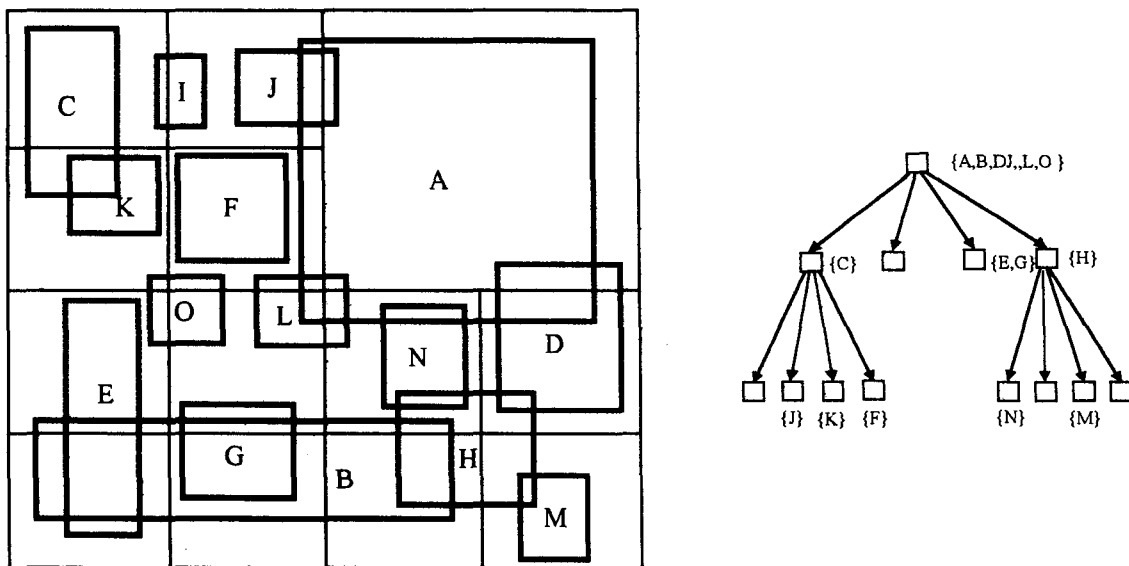 C
I
J
A
K
F
O
L
N
D
E
G
B
H
M
{A,B,DJ,,L,O }
{C}
{E,G}
{H}
{J}
{K}
{F}
{N}
{M}